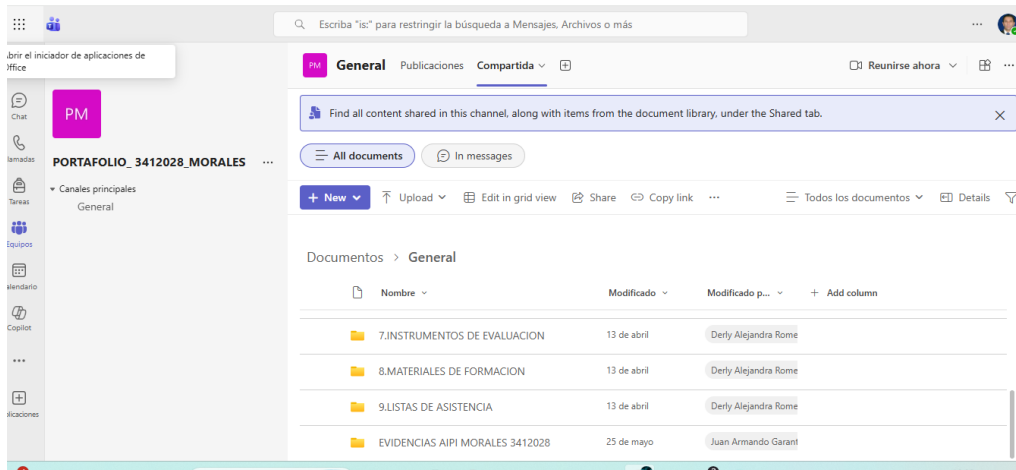 Escriba "is:" para restringir la búsqueda a Mensajes, Archivos o más
Abrir el iniciador de aplicaciones de
Office
PM General Publicaciones Compartida Reunirse ahora
Find all content shared in this channel, along with items from the document library, under the Shared tab.
Chat
PM
PORTAFOLIO_ 3412028_MORALES
Canales principales
General
lamadas
Tareas
Equipos
alendario
Copilot
plicaciones
All documents In messages
New Upload Edit in grid view Share Copy link Todos los documentos Details
Documentos > General
Nombre Modificado Modificado p... Add column
7.INSTRUMENTOS DE EVALUACION 13 de abril Derly Alejandra Rome
8.MATERIALES DE FORMACION 13 de abril Derly Alejandra Rome
9.LISTAS DE ASISTENCIA 13 de abril Derly Alejandra Rome
EVIDENCIAS AIPI MORALES 3412028 25 de mayo Juan Armando Garant